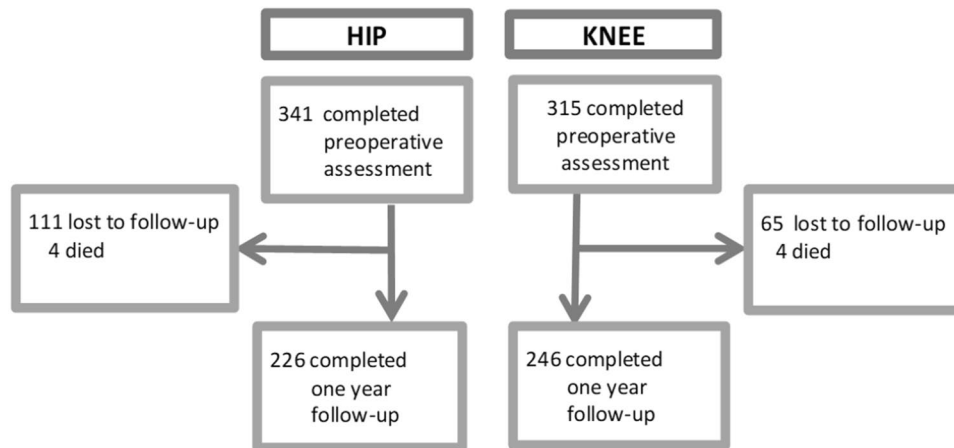 HIP
KNEE
341 completed
preoperative
assessment
315 completed
preoperative
assessment
111 lost to follow-up
4 died
65 lost to follow-up
4 died
226 completed
one year
follow-up
246 completed
one year
follow-up